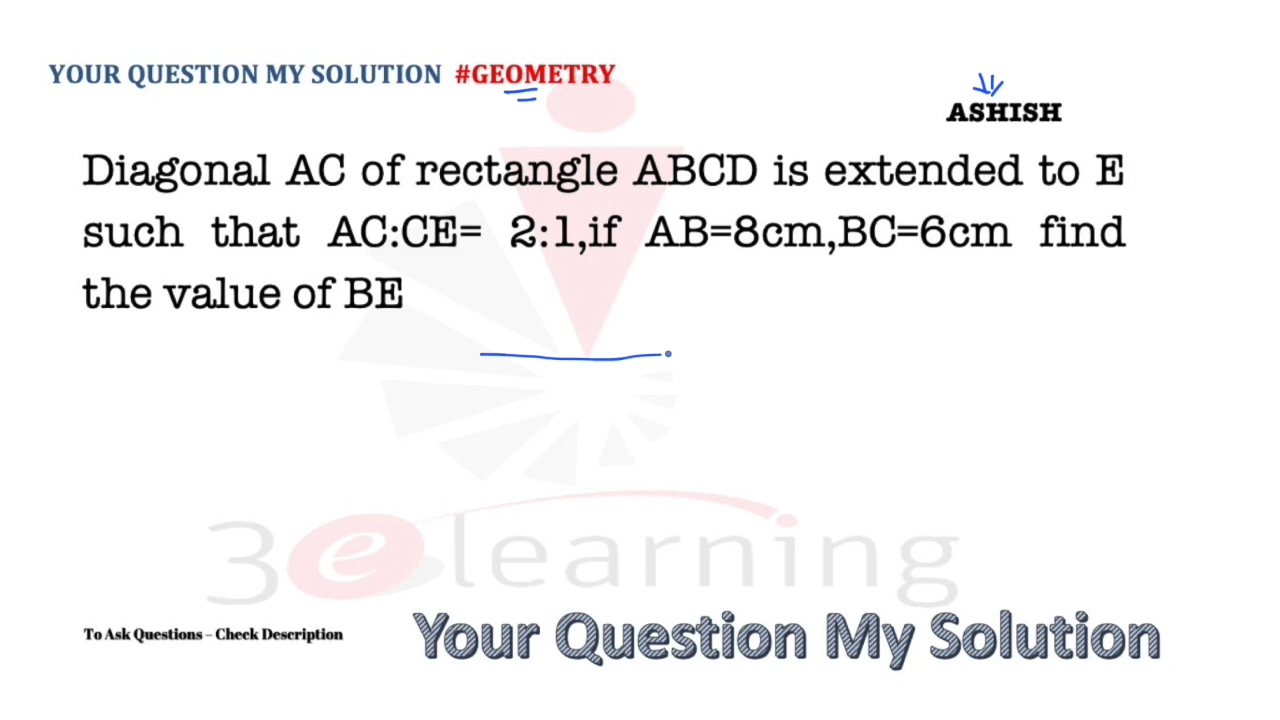 YOUR QUESTION MY SOLUTION #GEOMETRY
ASHISH
Diagonal AC of rectangle ABCD is extended to E
such that AC:CE= 2:1,if AB=8cm,BC=6cm find
the value of BE
3elearning
To Ask Questions – Check Description
Your Question My Solution